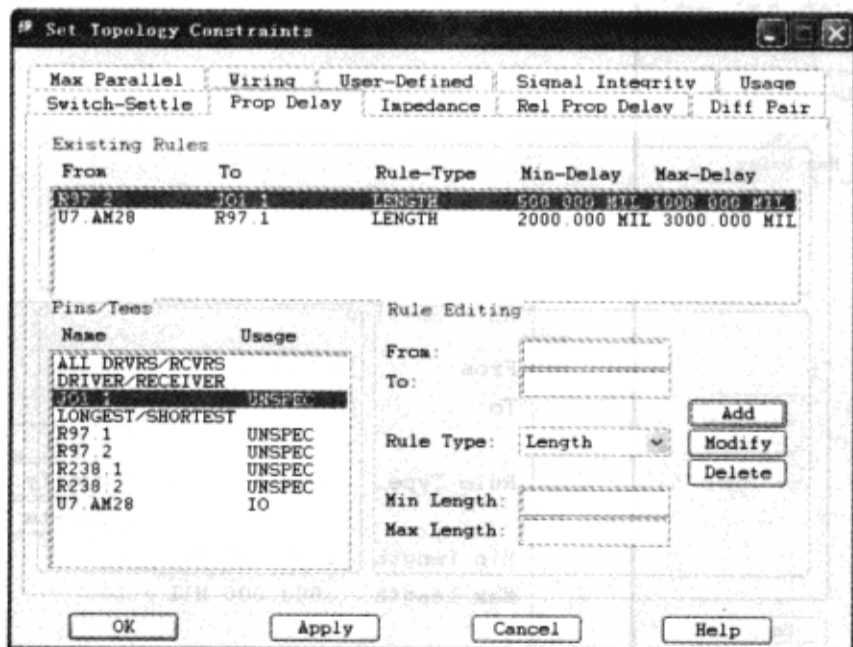 Set Topology Constraints
Max Parallel Wiring User-Defined Signal Integrity Usage
Switch-Settle Prop Delay Impedance Rel Prop Delay Diff Pair
Existing Rules
From To Rule-Type Min-Delay Max-Delay
R97.2 JO1.1 LENGTH 500.000 MIL 1000.000 MIL
U7.AM28 R97.1 LENGTH 2000.000 MIL 3000.000 MIL
Pins/Tees
Name Usage
ALL DRVRS/RCVRS
DRIVER/RECEIVER
JO1.1 UNSPEC
LONGEST/SHORTEST
R97.1 UNSPEC
R97.2 UNSPEC
R238.1 UNSPEC
R238.2 UNSPEC
U7.AM28 IO
Rule Editing
From:
To:
Rule Type: Length
Min Length:
Max Length:
Add
Modify
Delete
OK Apply Cancel Help